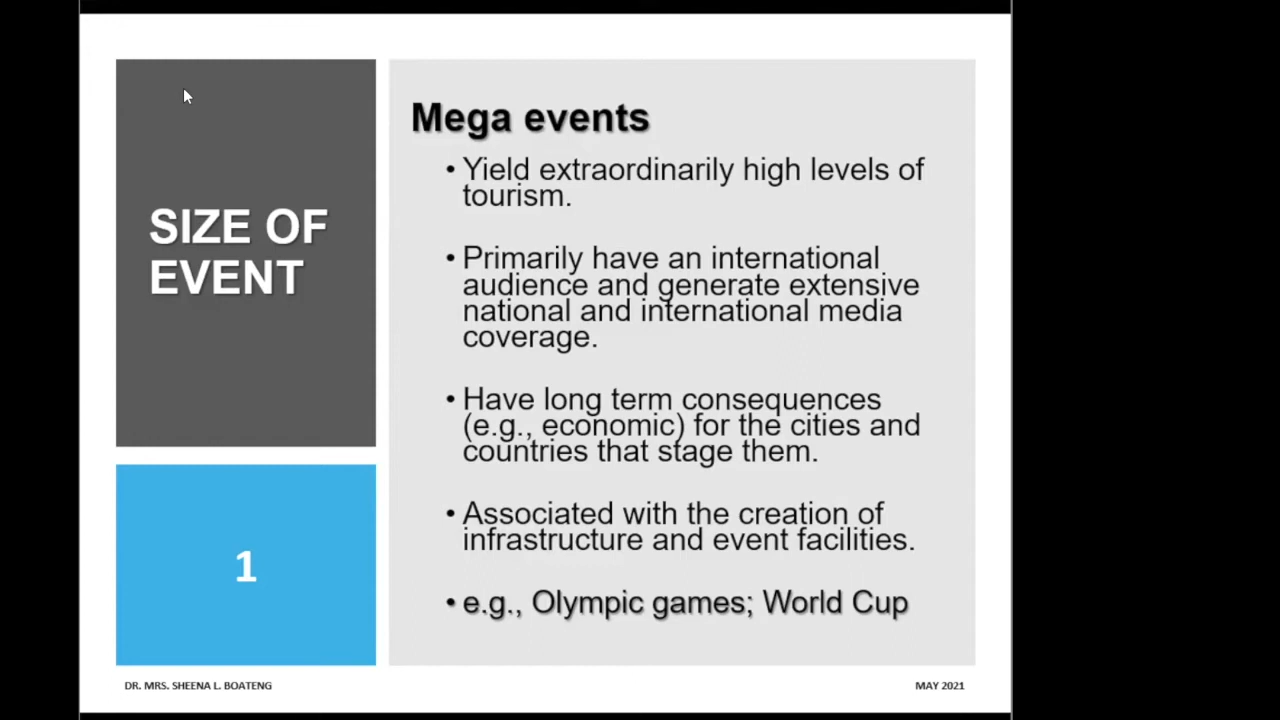 SIZE OF
EVENT
1
Mega events
• Yield extraordinarily high levels of
tourism.
• Primarily have an international
audience and generate extensive
national and international media
coverage.
• Have long term consequences
(e.g., economic) for the cities and
countries that stage them.
• Associated with the creation of
infrastructure and event facilities.
• e.g., Olympic games; World Cup
DR. MRS. SHEENA L. BOATENG
MAY 2021